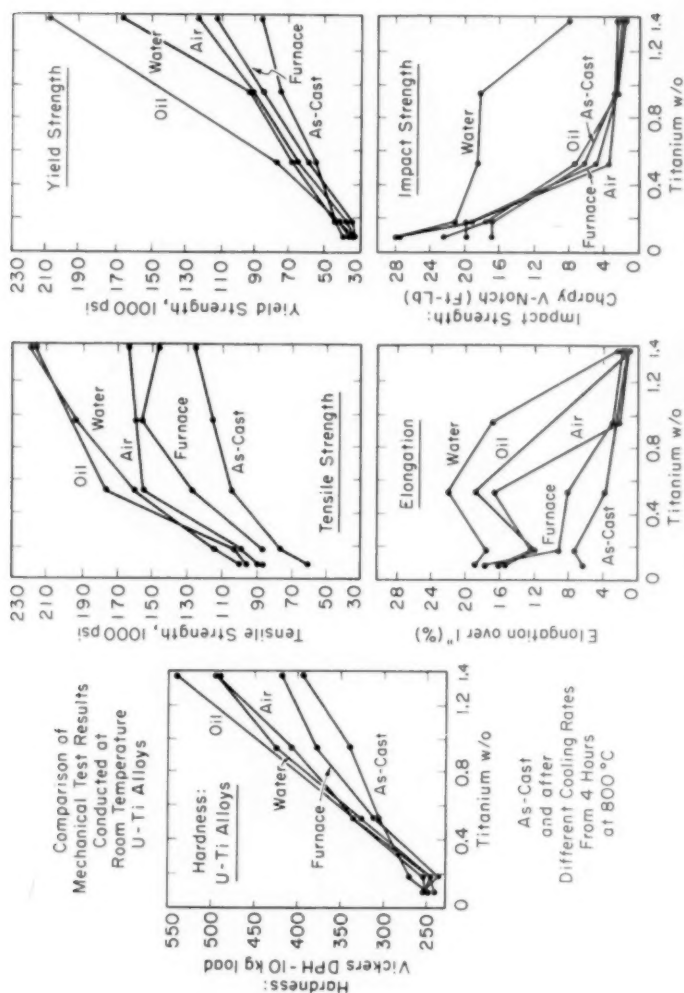 Comparison of
Mechanical Test Results
Conducted at
Room Temperature
U-Ti Alloys
Hardness:
Vickers DPH-10 kg load
550
500
450
400
350
300
250
Hardness:
U-Ti Alloys
Oil
Water
Air
Furnace
As-Cast
0
0.4
0.8
1.2
1.4
Titanium w/o
As-Cast
and after
Different Cooling Rates
From 4 Hours
at 800°C
Tensile Strength, 1000 psi
230
210
190
170
150
130
110
90
70
50
30
Oil
Water
Air
Furnace
As-Cast
Tensile Strength
Yield Strength, 1000 psi
230
210
190
170
150
130
110
90
70
50
30
Yield Strength
Oil
Water
Air
Furnace
As-Cast
Elongation over 1" (%)
28
24
20
16
12
8
4
0
Elongation
Water
Oil
Air
Furnace
As-Cast
0
0.4
0.8
1.2
1.4
Titanium w/o
Impact Strength:
Charpy V-Notch (Ft-Lb)
28
24
20
16
12
8
4
0
Impact Strength
Water
Oil
As-Cast
Furnace
Air
0
0.4
0.8
1.2
1.4
Titanium w/o